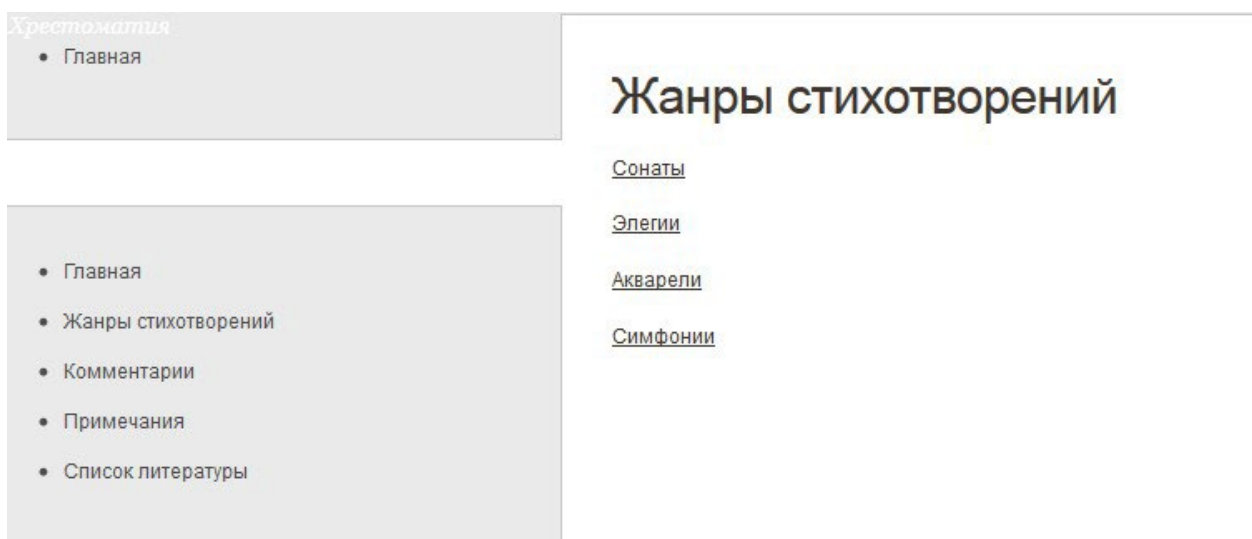 Хрестоматия
Главная
Главная
Жанры стихотворений
Комментарии
Примечания
Список литературы
Жанры стихотворений
Сонаты
Элегии
Акварели
Симфонии